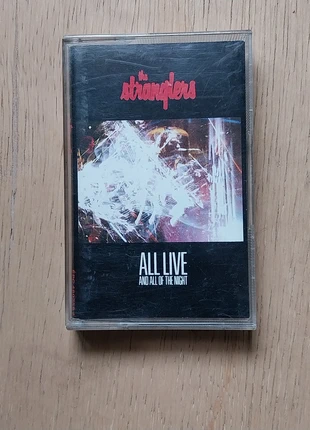 the
stranglers
ALL LIVE
AND ALL OF THE NIGHT